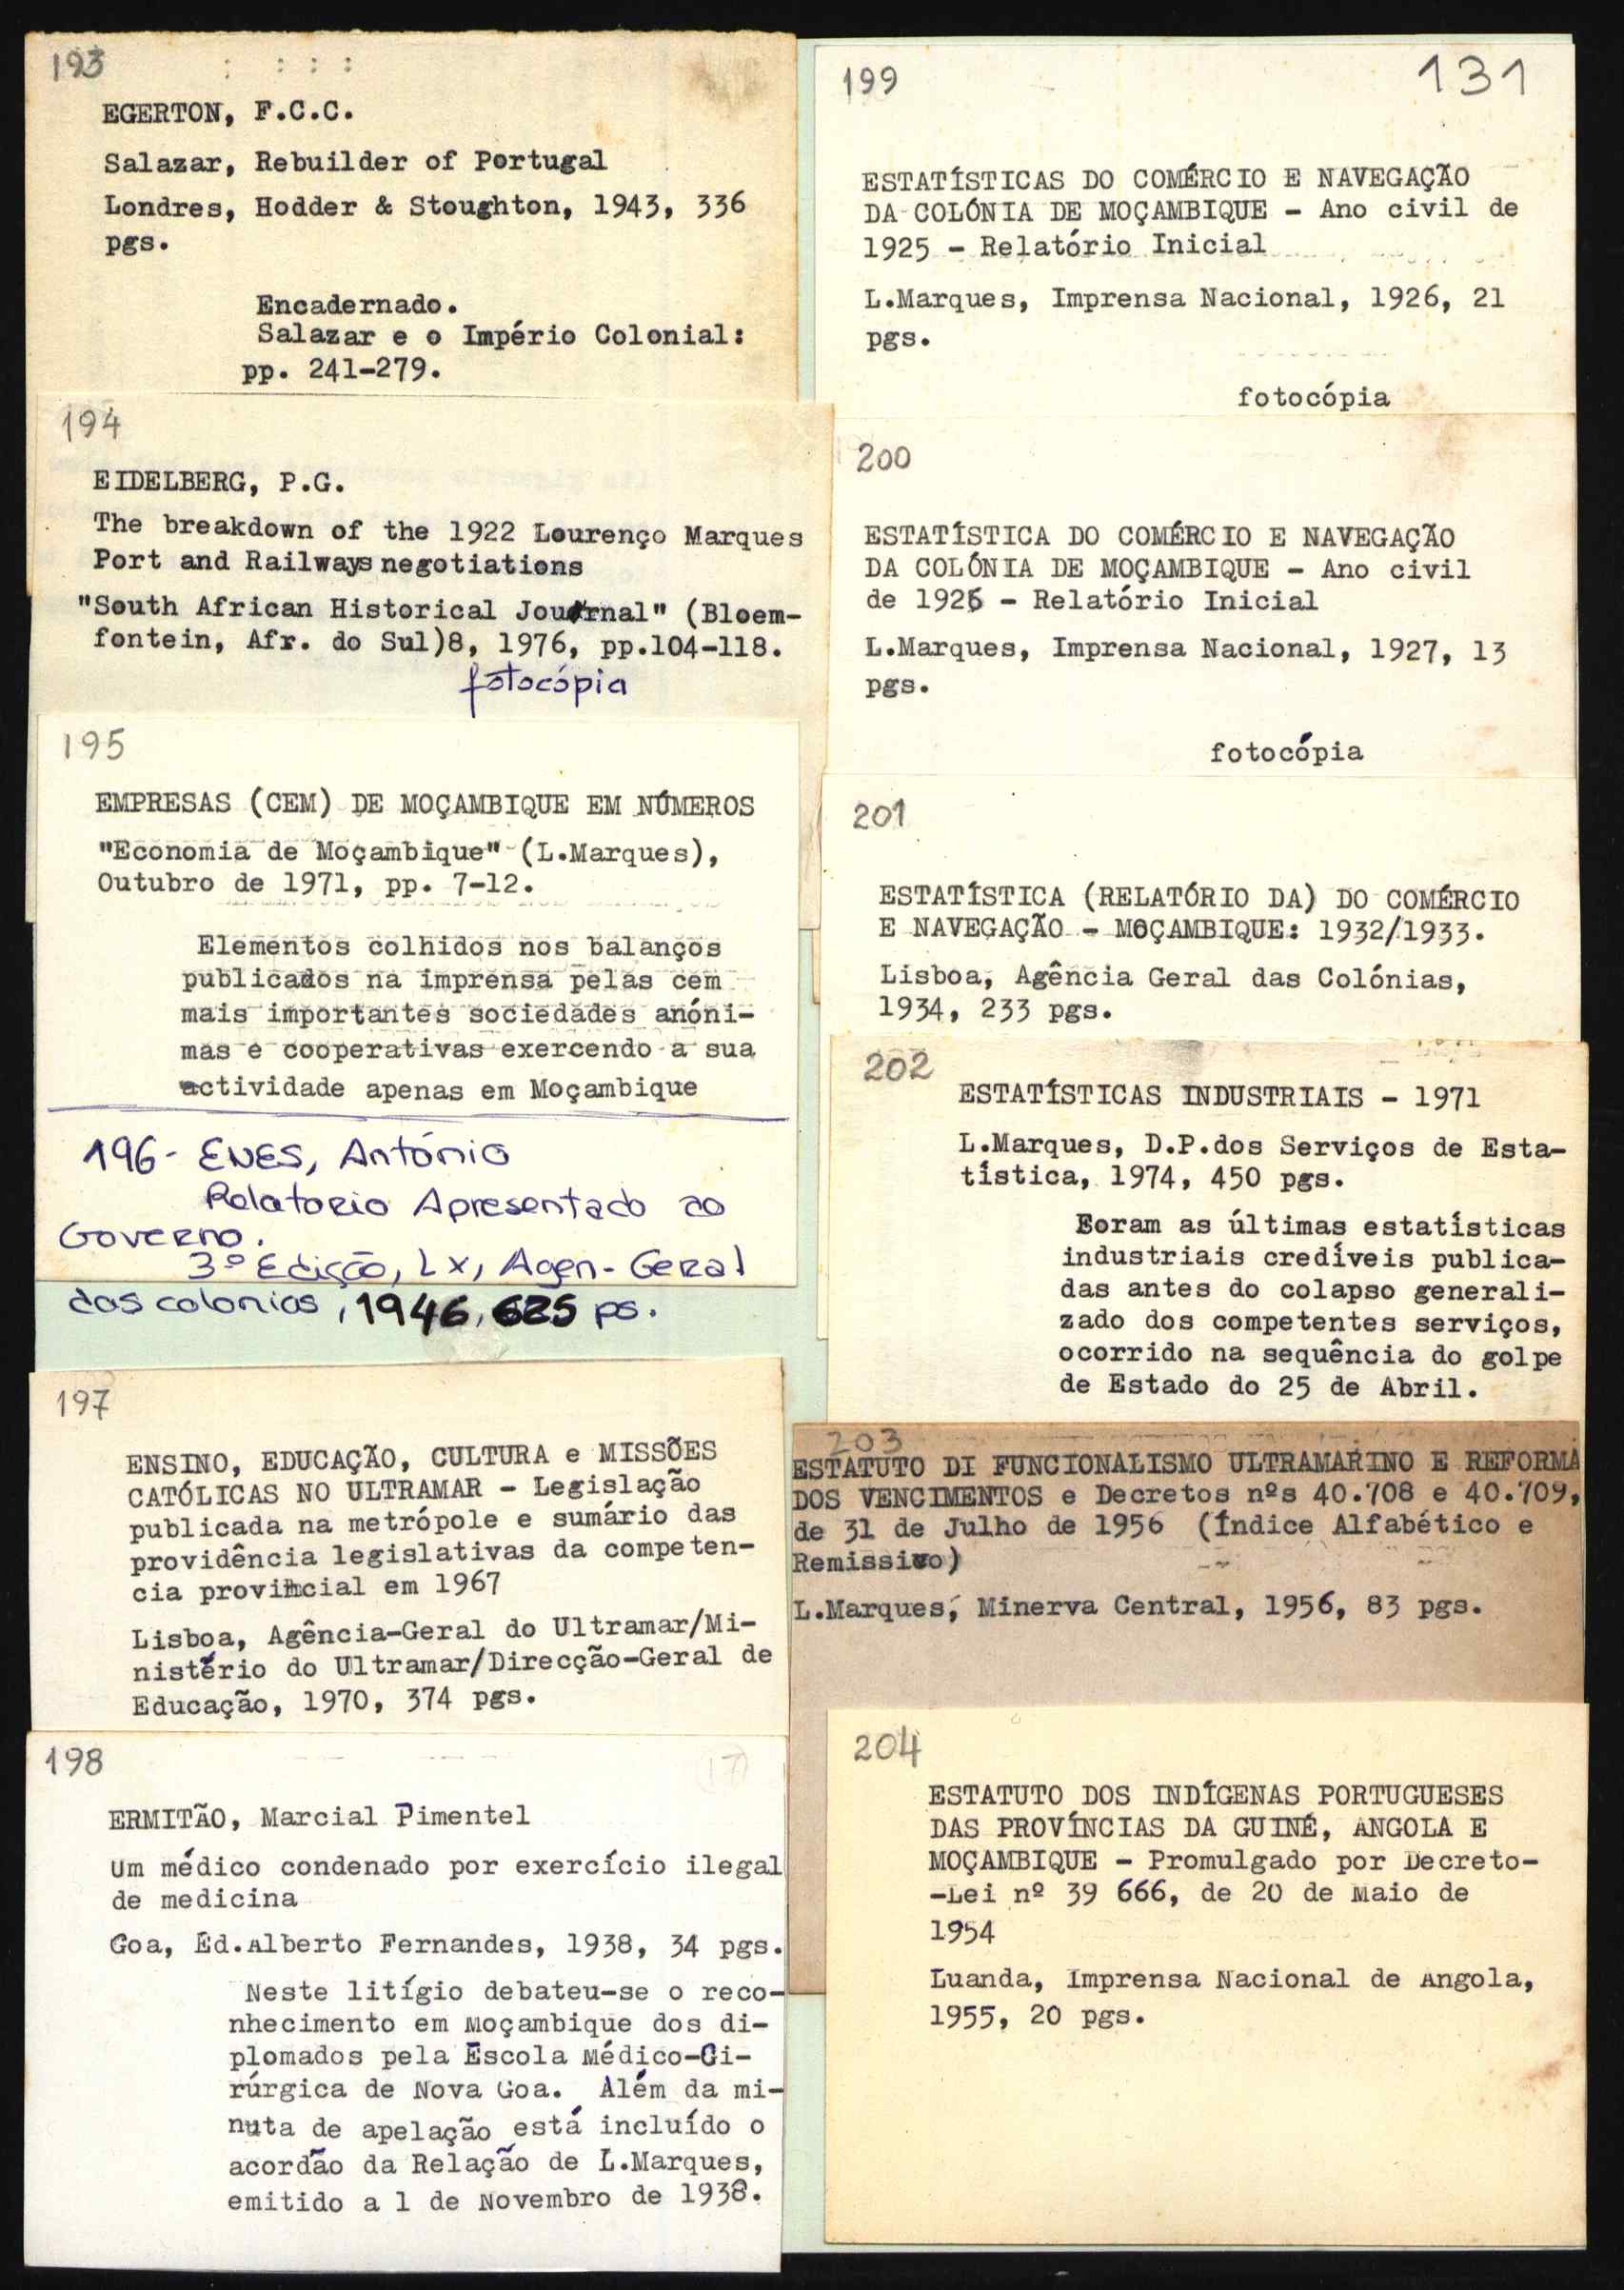 193
EGERTON, F.C.C.
Salazar, Rebuilder of Portugal
Londres, Hodder & Stoughton, 1943, 336
pgs.
Encadernado.
Salazar e o Império Colonial:
pp. 241-279.
194
EIDELBERG, P.G.
The breakdown of the 1922 Lourenço Marques
Port and Railways negotiations
"South African Historical Journal" (Bloem-
fontein, Afr. do Sul)8, 1976, pp.104-118.
fotocópia
195
EMPRESAS (CEM) DE MOÇAMBIQUE EM NÚMEROS
"Economia de Moçambique" (L.Marques),
Outubro de 1971, pp. 7-12.
Elementos colhidos nos balanços
publicados na imprensa pelas cem
mais importantes sociedades anóni-
mas e cooperativas exercendo a sua
actividade apenas em Moçambique
196- ENES, António
Relatorio Apresentado ao
Governo.
3º Edição, Lx, Agen-Geral
das colonias, 1946, 625 ps.
197
ENSINO, EDUCAÇÃO, CULTURA e MISSÕES
CATÓLICAS NO ULTRAMAR - Legislação
publicada na metrópole e sumário das
providência legislativas da competen-
cia provincial em 1967
Lisboa, Agência-Geral do Ultramar/Mi-
nistério do Ultramar/Direcção-Geral de
Educação, 1970, 374 pgs.
198
(17)
ERMITÃO, Marcial Pimentel
Um médico condenado por exercício ilegal
de medicina
Goa, Ed.Alberto Fernandes, 1938, 34 pgs.
Neste litígio debateu-se o reco-
nhecimento em Moçambique dos di-
plomados pela Escola Médico-Ci-
rúrgica de Nova Goa. Além da mi-
nuta de apelação está incluído o
acordão da Relação de L.Marques,
emitido a 1 de Novembro de 1938.
199
131
ESTATÍSTICAS DO COMÉRCIO E NAVEGAÇÃO
DA COLÓNIA DE MOÇAMBIQUE - Ano civil de
1925 - Relatório Inicial
L.Marques, Imprensa Nacional, 1926, 21
pgs.
fotocópia
200
ESTATÍSTICA DO COMÉRCIO E NAVEGAÇÃO
DA COLÓNIA DE MOÇAMBIQUE - Ano civil
de 1926 - Relatório Inicial
L.Marques, Imprensa Nacional, 1927, 13
pgs.
fotocópia
201
ESTATÍSTICA (RELATÓRIO DA) DO COMÉRCIO
E NAVEGAÇÃO - MOÇAMBIQUE: 1932/1933.
Lisboa, Agência Geral das Colónias,
1934, 233 pgs.
202
ESTATÍSTICAS INDUSTRIAIS - 1971
L.Marques, D.P.dos Serviços de Esta-
tística, 1974, 450 pgs.
Foram as últimas estatísticas
industriais credíveis publica-
das antes do colapso generali-
zado dos competentes serviços,
ocorrido na sequência do golpe
de Estado do 25 de Abril.
203
ESTATUTO DI FUNCIONALISMO ULTRAMARINO E REFORMA
DOS VENCIMENTOS e Decretos nºs 40.708 e 40.709,
de 31 de Julho de 1956 (Índice Alfabético e
Remissivo)
L.Marques, Minerva Central, 1956, 83 pgs.
204
ESTATUTO DOS INDÍGENAS PORTUGUESES
DAS PROVÍNCIAS DA GUINÉ, ANGOLA E
MOÇAMBIQUE - Promulgado por Decreto-
-Lei nº 39 666, de 20 de Maio de
1954
Luanda, Imprensa Nacional de Angola,
1955, 20 pgs.